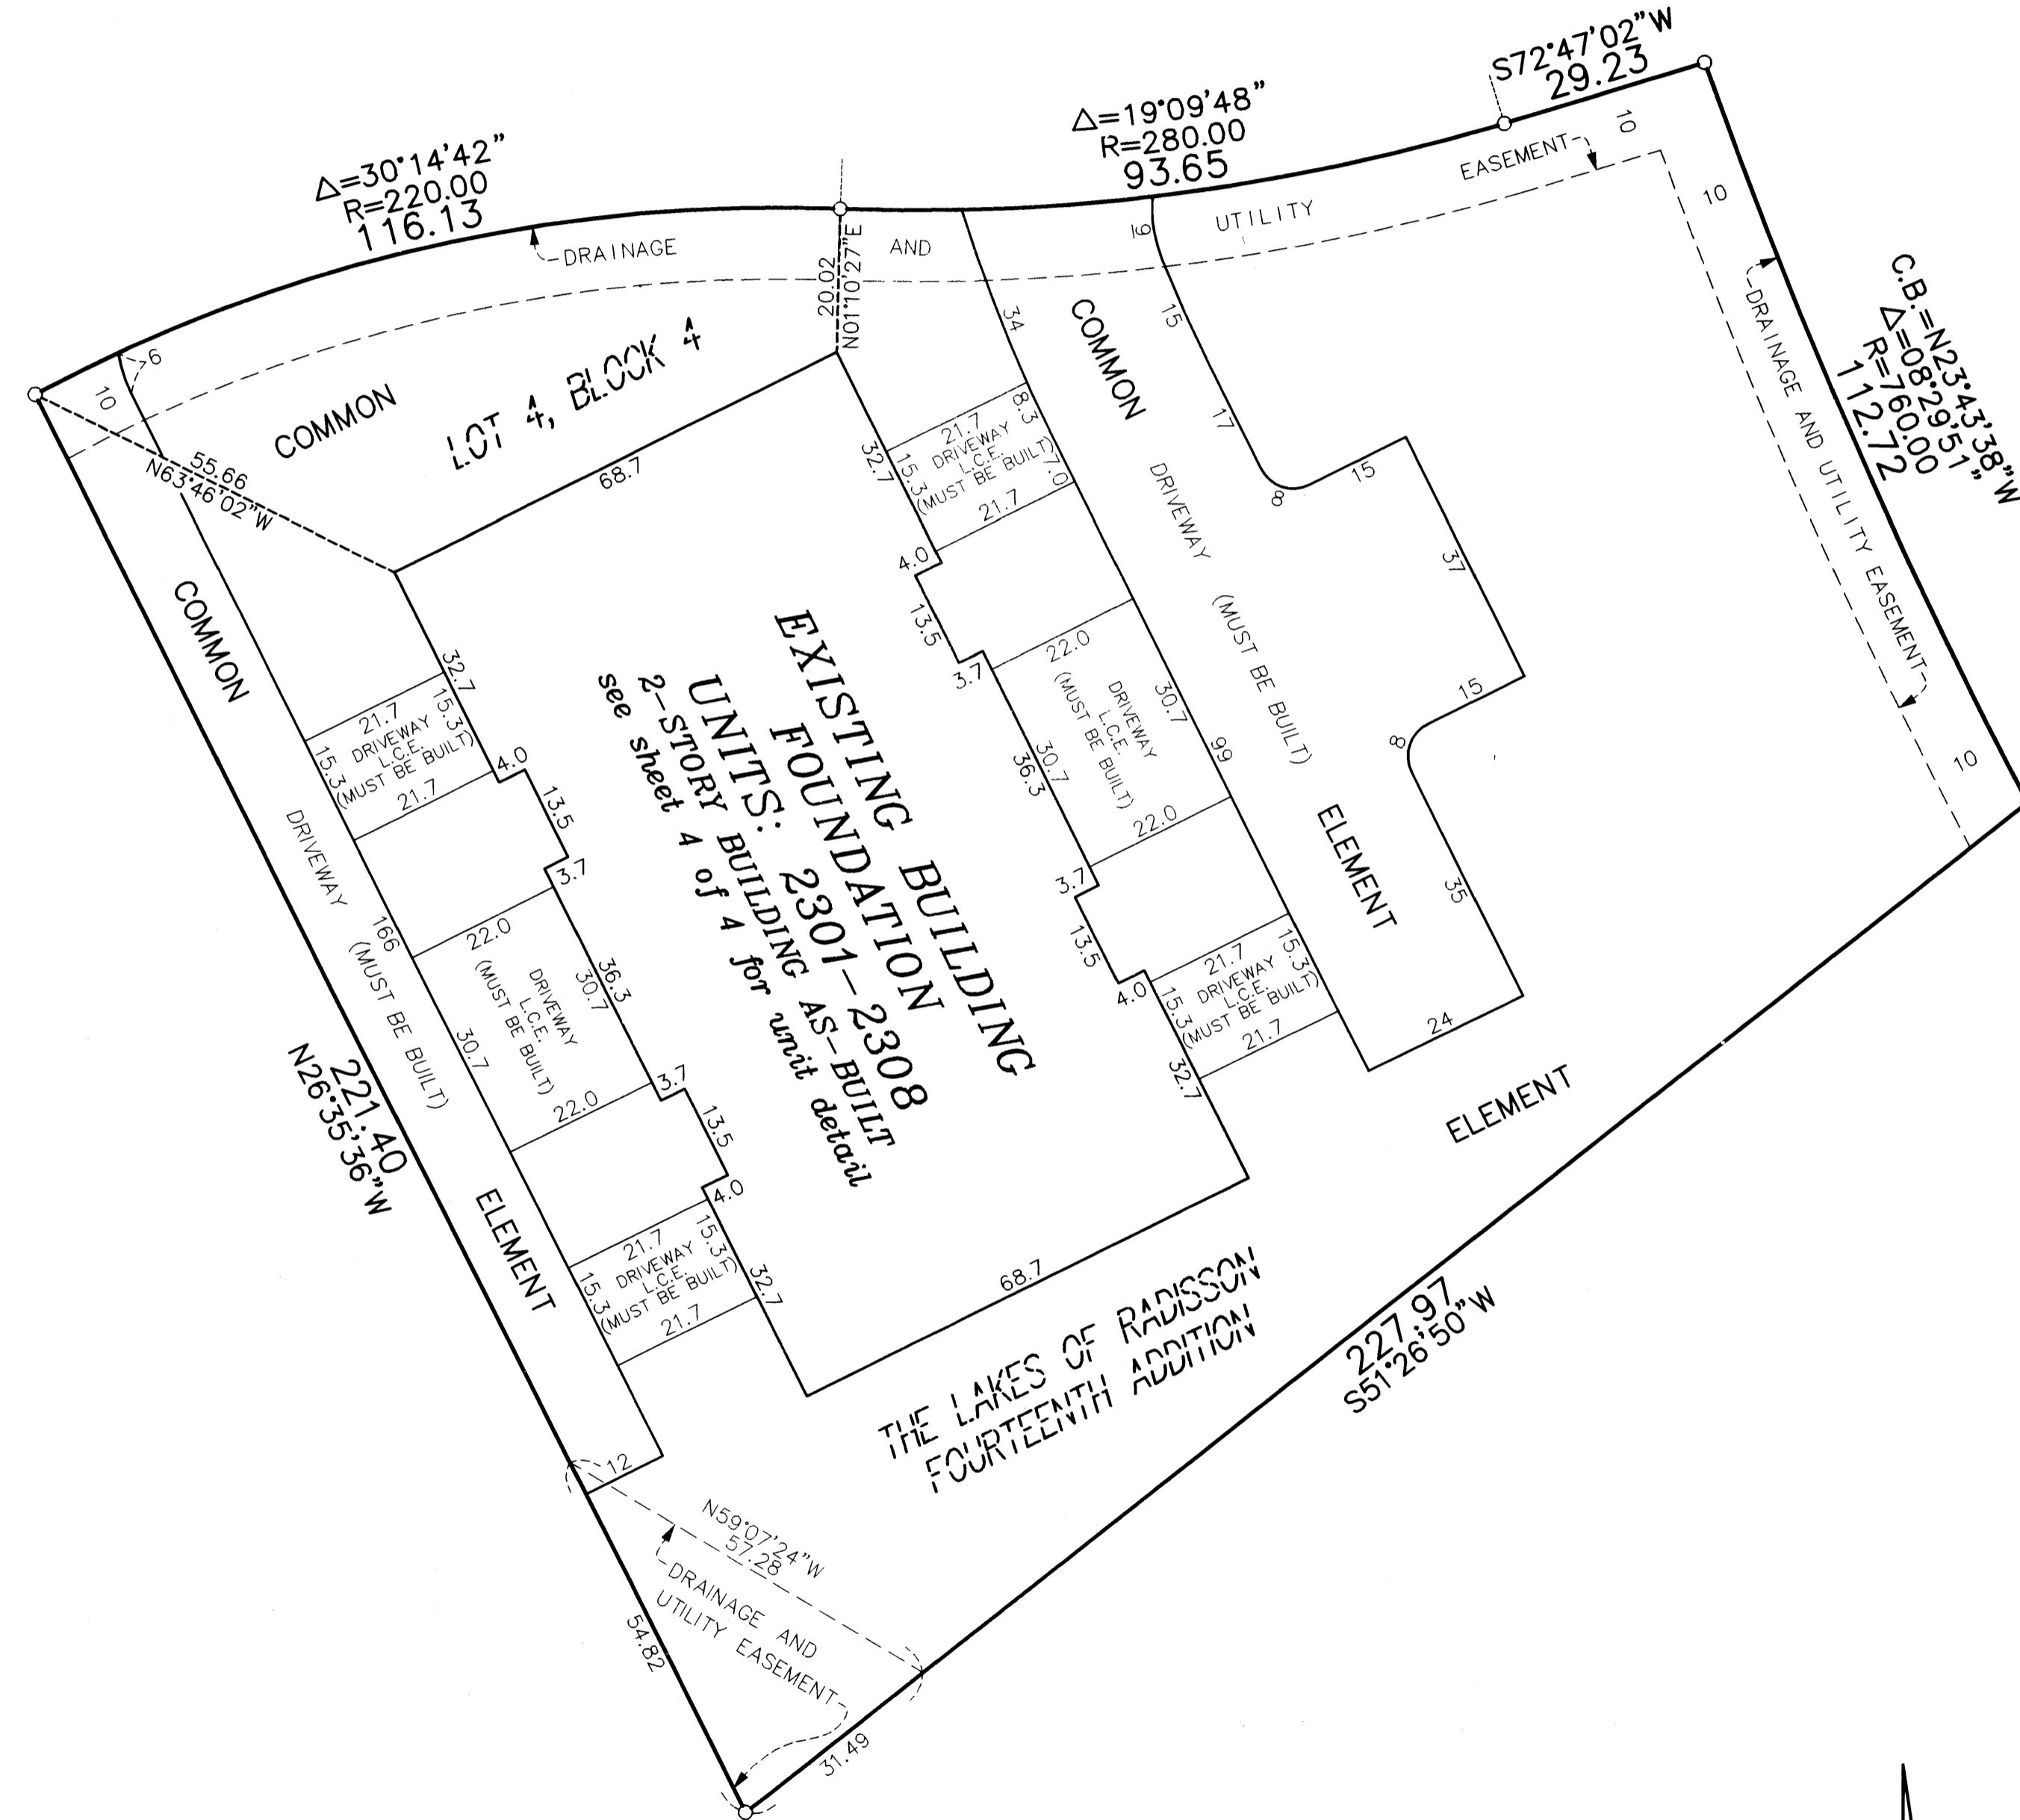 S72°47'02"W
29.23
Δ=19°09'48"
R=280.00
93.65
Δ=30°14'42"
R=220.00
116.13
10
EASEMENT
UTILITY
AND
DRAINAGE
20.02
N01°10'27"E
10
DRAINAGE AND UTILITY EASEMENT
C.B.=N23°43'38"W
Δ=08°29'51"
R=760.00
112.72
10
6
10
COMMON
LOT 4, BLOCK 4
55.66
N63°46'02"W
68.7
34
COMMON
15
17
8
15
37
15
8
35
24
DRIVEWAY
(MUST BE BUILT)
ELEMENT
99
32.7
21.7
8.3
DRIVEWAY
L.C.E.
(MUST BE BUILT)
15.3
7.0
21.7
4.0
13.5
3.7
22.0
30.7
DRIVEWAY
L.C.E.
(MUST BE BUILT)
30.7
36.3
22.0
3.7
13.5
4.0
21.7
15.3
DRIVEWAY
L.C.E.
(MUST BE BUILT)
15.3
21.7
32.7
ELEMENT
EXISTING BUILDING
FOUNDATION
UNITS: 2301-2308
2-STORY BUILDING AS-BUILT
see sheet 4 of 4 for unit detail
COMMON
DRIVEWAY
166
(MUST BE BUILT)
ELEMENT
32.7
21.7
15.3
DRIVEWAY
L.C.E.
(MUST BE BUILT)
15.3
21.7
4.0
13.5
3.7
22.0
36.3
30.7
DRIVEWAY
L.C.E.
(MUST BE BUILT)
30.7
22.0
3.7
13.5
4.0
21.7
15.3
DRIVEWAY
L.C.E.
(MUST BE BUILT)
15.3
21.7
32.7
68.7
221.40
N26°35'36"W
THE LAKES OF RADISSON
FOURTEENTH ADDITION
227.97
S51°26'50"W
12
N59°07'24"W
57.28
DRAINAGE AND
UTILITY EASEMENT
54.82
31.49